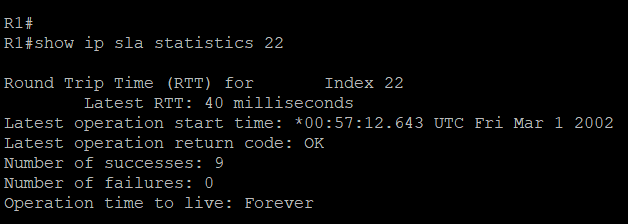 R1#
R1#show ip sla statistics 22
Round Trip Time (RTT) for       Index 22
        Latest RTT: 40 milliseconds
Latest operation start time: *00:57:12.643 UTC Fri Mar 1 2002
Latest operation return code: OK
Number of successes: 9
Number of failures: 0
Operation time to live: Forever